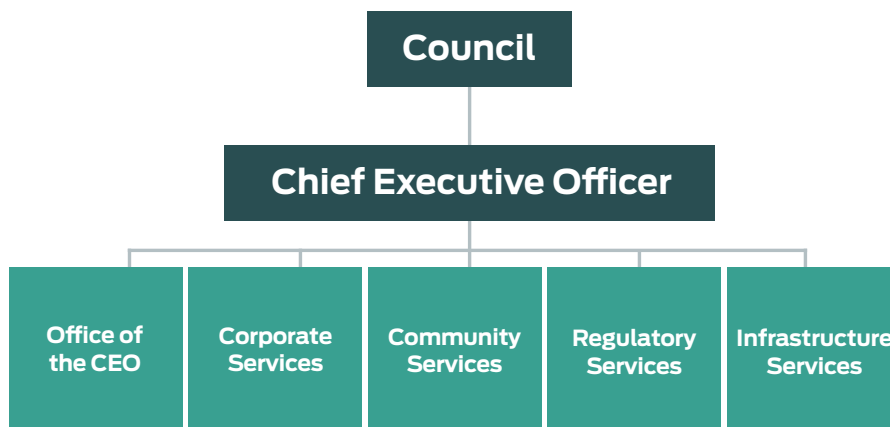 Council
Chief Executive Officer
Office of
the CEO
Corporate
Services
Community
Services
Regulatory
Services
Infrastructure
Services